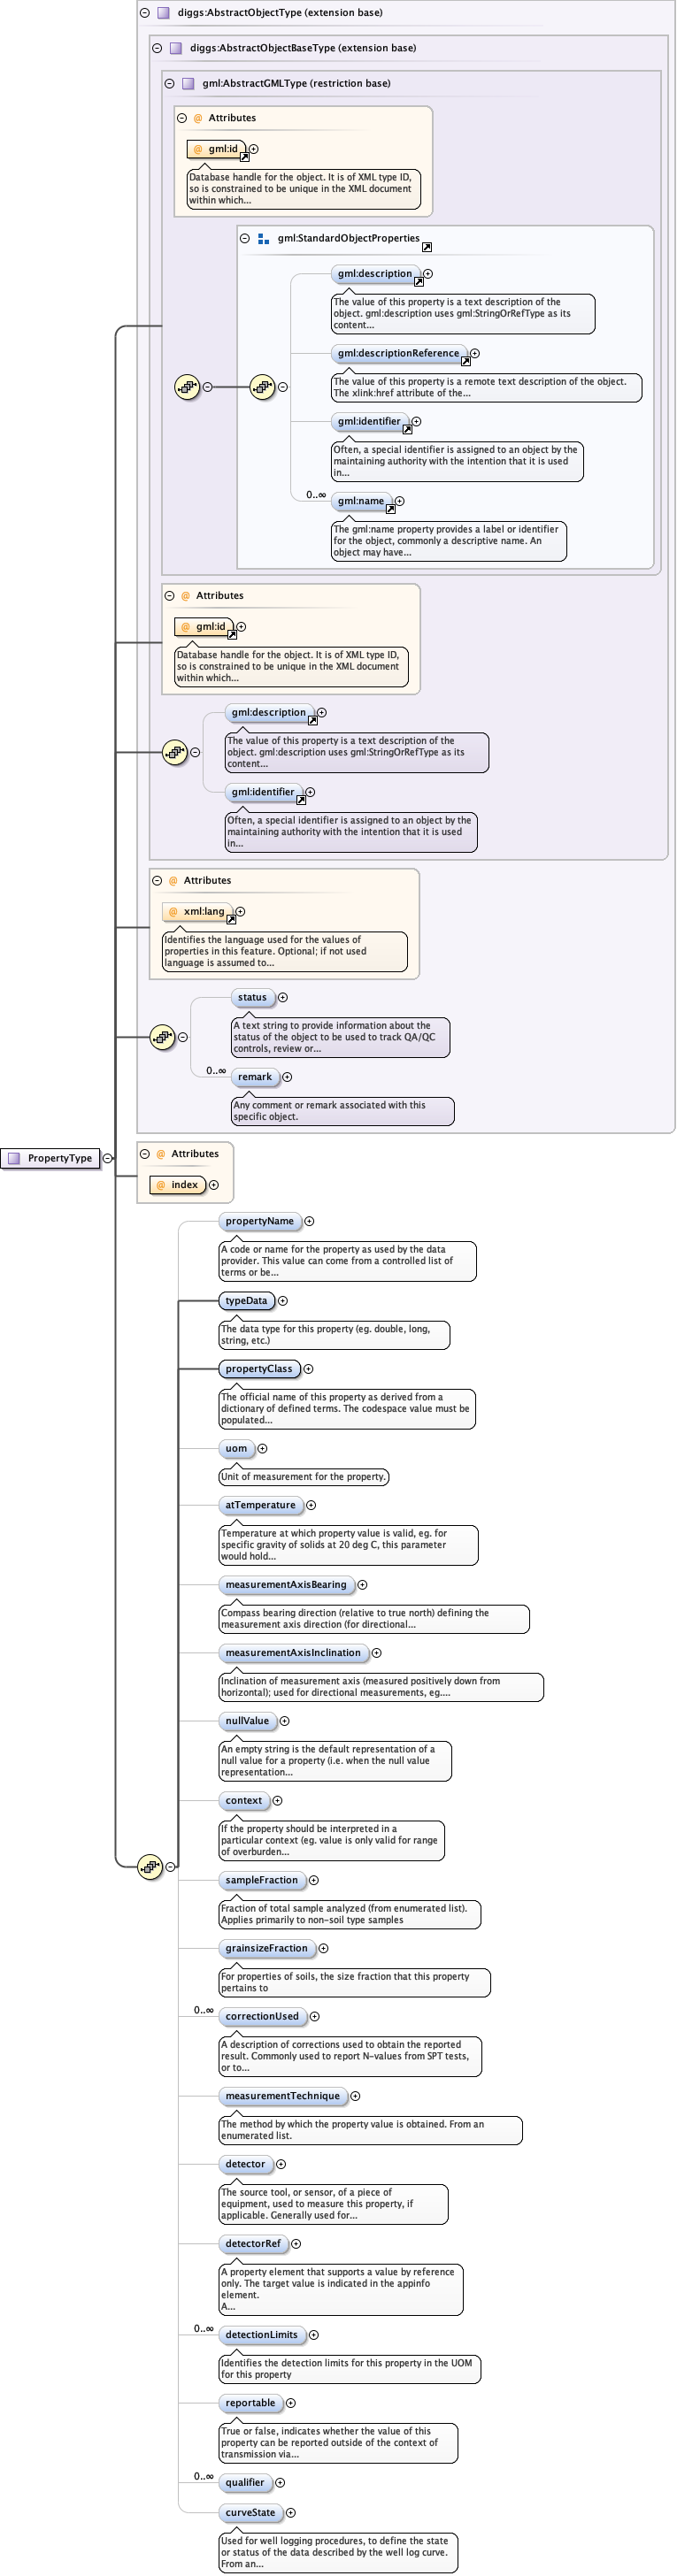 diggs:AbstractObjectType (extension base)
diggs:AbstractObjectBaseType (extension base)
gml:AbstractGMLType (restriction base)
@ Attributes
@ gml:id
Database handle for the object. It is of XML type ID,
so is constrained to be unique in the XML document
within which...
gml:StandardObjectProperties
gml:description
The value of this property is a text description of the
object. gml:description uses gml:StringOrRefType as its
content...
gml:descriptionReference
The value of this property is a remote text description of the object.
The xlink:href attribute of the...
gml:identifier
Often, a special identifier is assigned to an object by the
maintaining authority with the intention that it is used
in...
0..∞
gml:name
The gml:name property provides a label or identifier
for the object, commonly a descriptive name. An
object may have...
@ Attributes
@ gml:id
Database handle for the object. It is of XML type ID,
so is constrained to be unique in the XML document
within which...
gml:description
The value of this property is a text description of the
object. gml:description uses gml:StringOrRefType as its
content...
gml:identifier
Often, a special identifier is assigned to an object by the
maintaining authority with the intention that it is used
in...
@ Attributes
@ xml:lang
Identifies the language used for the values of
properties in this feature. Optional; if not used
language is assumed to...
status
A text string to provide information about the
status of the object to be used to track QA/QC
controls, review or...
0..∞
remark
Any comment or remark associated with this
specific object.
PropertyType
@ Attributes
@ index
propertyName
A code or name for the property as used by the data
provider. This value can come from a controlled list of
terms or be...
typeData
The data type for this property (eg. double, long,
string, etc.)
propertyClass
The official name of this property as derived from a
dictionary of defined terms. The codespace value must be
populated...
uom
Unit of measurement for the property.
atTemperature
Temperature at which property value is valid, eg. for
specific gravity of solids at 20 deg C, this parameter
would hold...
measurementAxisBearing
Compass bearing direction (relative to true north) defining the
measurement axis direction (for directional...
measurementAxisInclination
Inclination of measurement axis (measured positively down from
horizontal); used for directional measurements, eg....
nullValue
An empty string is the default representation of a
null value for a property (i.e. when the null value
representation...
context
If the property should be interpreted in a
particular context (eg. value is only valid for range
of overburden...
sampleFraction
Fraction of total sample analyzed (from enumerated list).
Applies primarily to non-soil type samples
grainsizeFraction
For properties of soils, the size fraction that this property
pertains to
0..∞
correctionUsed
A description of corrections used to obtain the reported
result. Commonly used to report N-values from SPT tests,
or to...
measurementTechnique
The method by which the property value is obtained. From an
enumerated list.
detector
The source tool, or sensor, of a piece of
equipment, used to measure this property, if
applicable. Generally used for...
detectorRef
A property element that supports a value by reference
only. The target value is indicated in the appinfo
element.
A...
0..∞
detectionLimits
Identifies the detection limits for this property in the UOM
for this property
reportable
True or false, indicates whether the value of this
property can be reported outside of the context of
transmission via...
0..∞
qualifier
curveState
Used for well logging procedures, to define the state
or status of the data described by the well log curve.
From an...